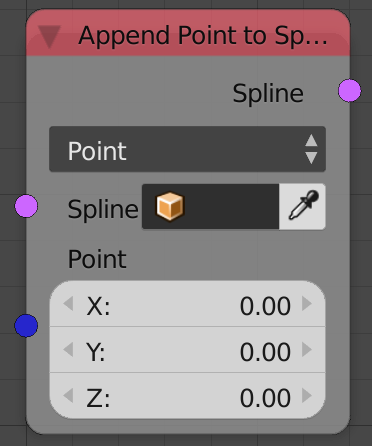 Append Point to Sp...
Spline
Point
Spline
Point
X: 0.00
Y: 0.00
Z: 0.00